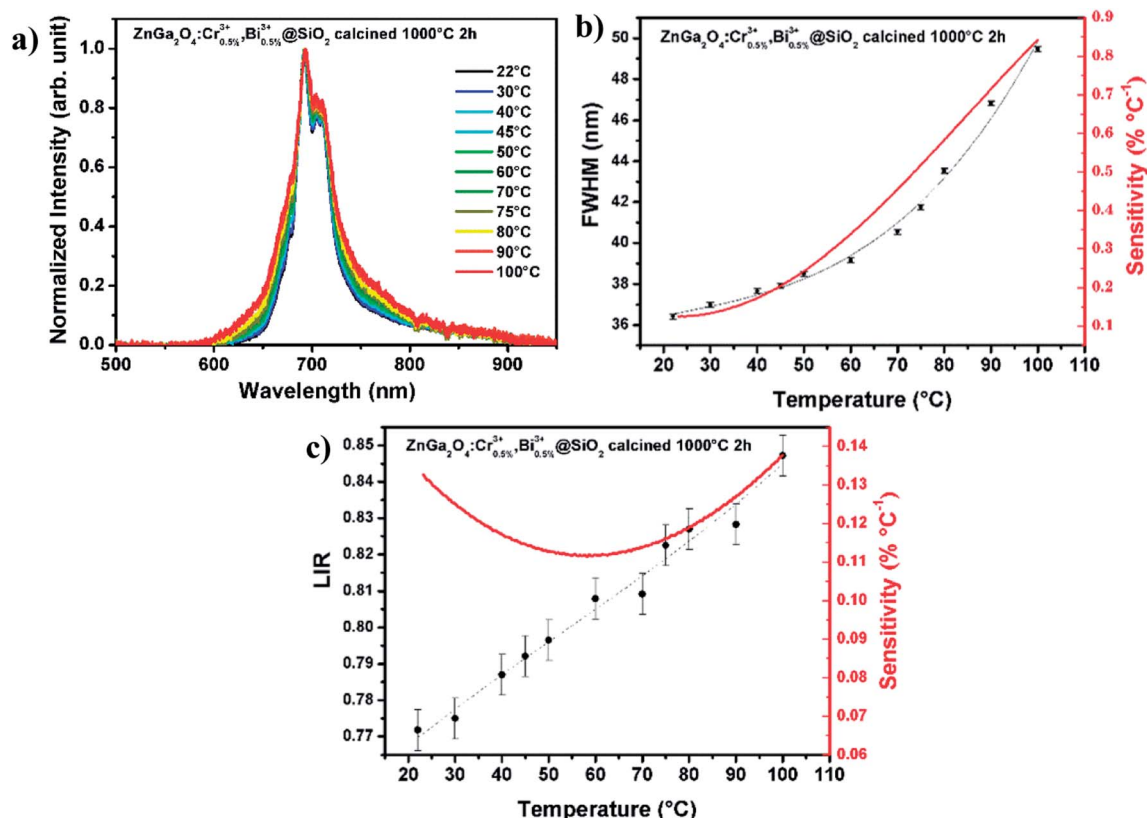 a)
ZnGa₂O₄:Cr³⁺₀.₅%,Bi³⁺₀.₅%@SiO₂ calcined 1000°C 2h
Normalized Intensity (arb. unit)
1.0
0.8
0.6
0.4
0.2
0.0
22°C
30°C
40°C
45°C
50°C
60°C
70°C
75°C
80°C
90°C
100°C
500 600 700 800 900
Wavelength (nm)
b)
ZnGa₂O₄:Cr³⁺₀.₅%,Bi³⁺₀.₅%@SiO₂ calcined 1000°C 2h
FWHM (nm)
50
48
46
44
42
40
38
36
0.9
0.8
0.7
0.6
0.5
0.4
0.3
0.2
0.1
Sensitivity (% °C⁻¹)
20 30 40 50 60 70 80 90 100 110
Temperature (°C)
c)
ZnGa₂O₄:Cr³⁺₀.₅%,Bi³⁺₀.₅%@SiO₂ calcined 1000°C 2h
LIR
0.85
0.84
0.83
0.82
0.81
0.80
0.79
0.78
0.77
0.14
0.13
0.12
0.11
0.10
0.09
0.08
0.07
0.06
Sensitivity (% °C⁻¹)
20 30 40 50 60 70 80 90 100 110
Temperature (°C)